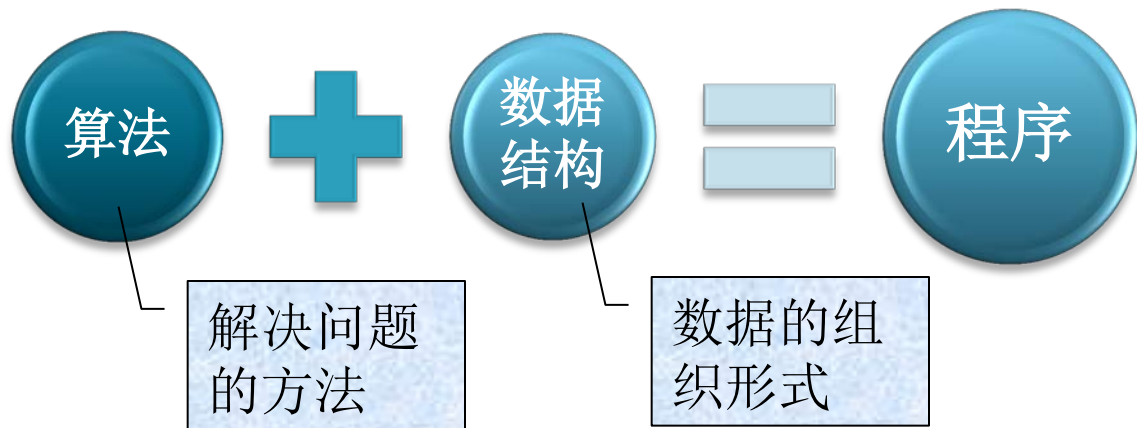 算法
数据
结构
程序
解决问题
的方法
数据的组
织形式